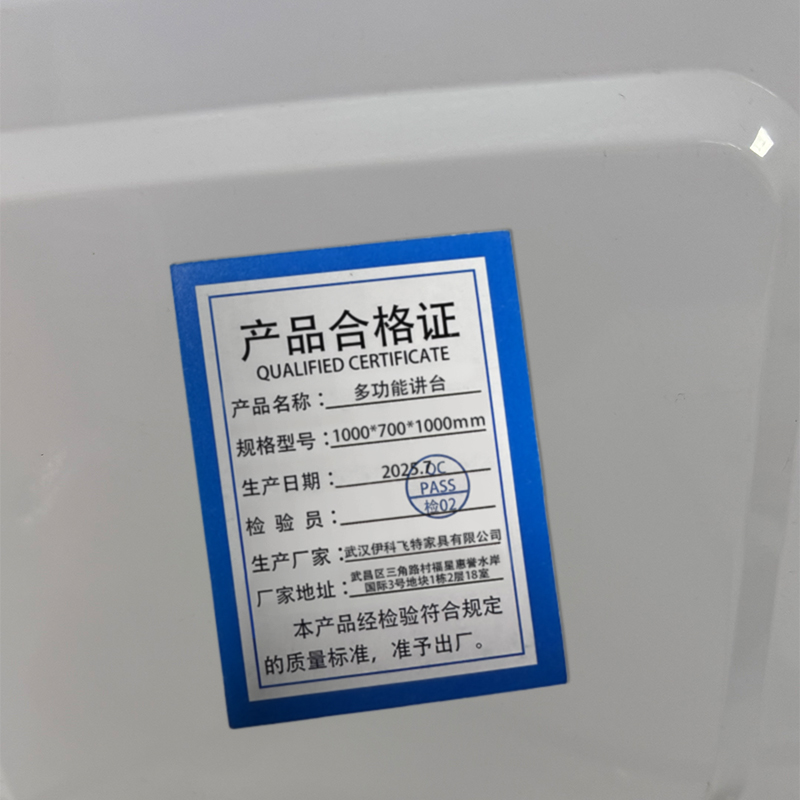 产品合格证
QUALIFIED CERTIFICATE
产品名称：多功能讲台
规格型号：1000*700*1000mm
生产日期：2025.7
QC
PASS
检02
检验员：
生产厂家：武汉伊科飞特家具有限公司
厂家地址：武昌区三角路村福星惠誉水岸
国际3号地块1栋2层18室
本产品经检验符合规定
的质量标准，准予出厂。